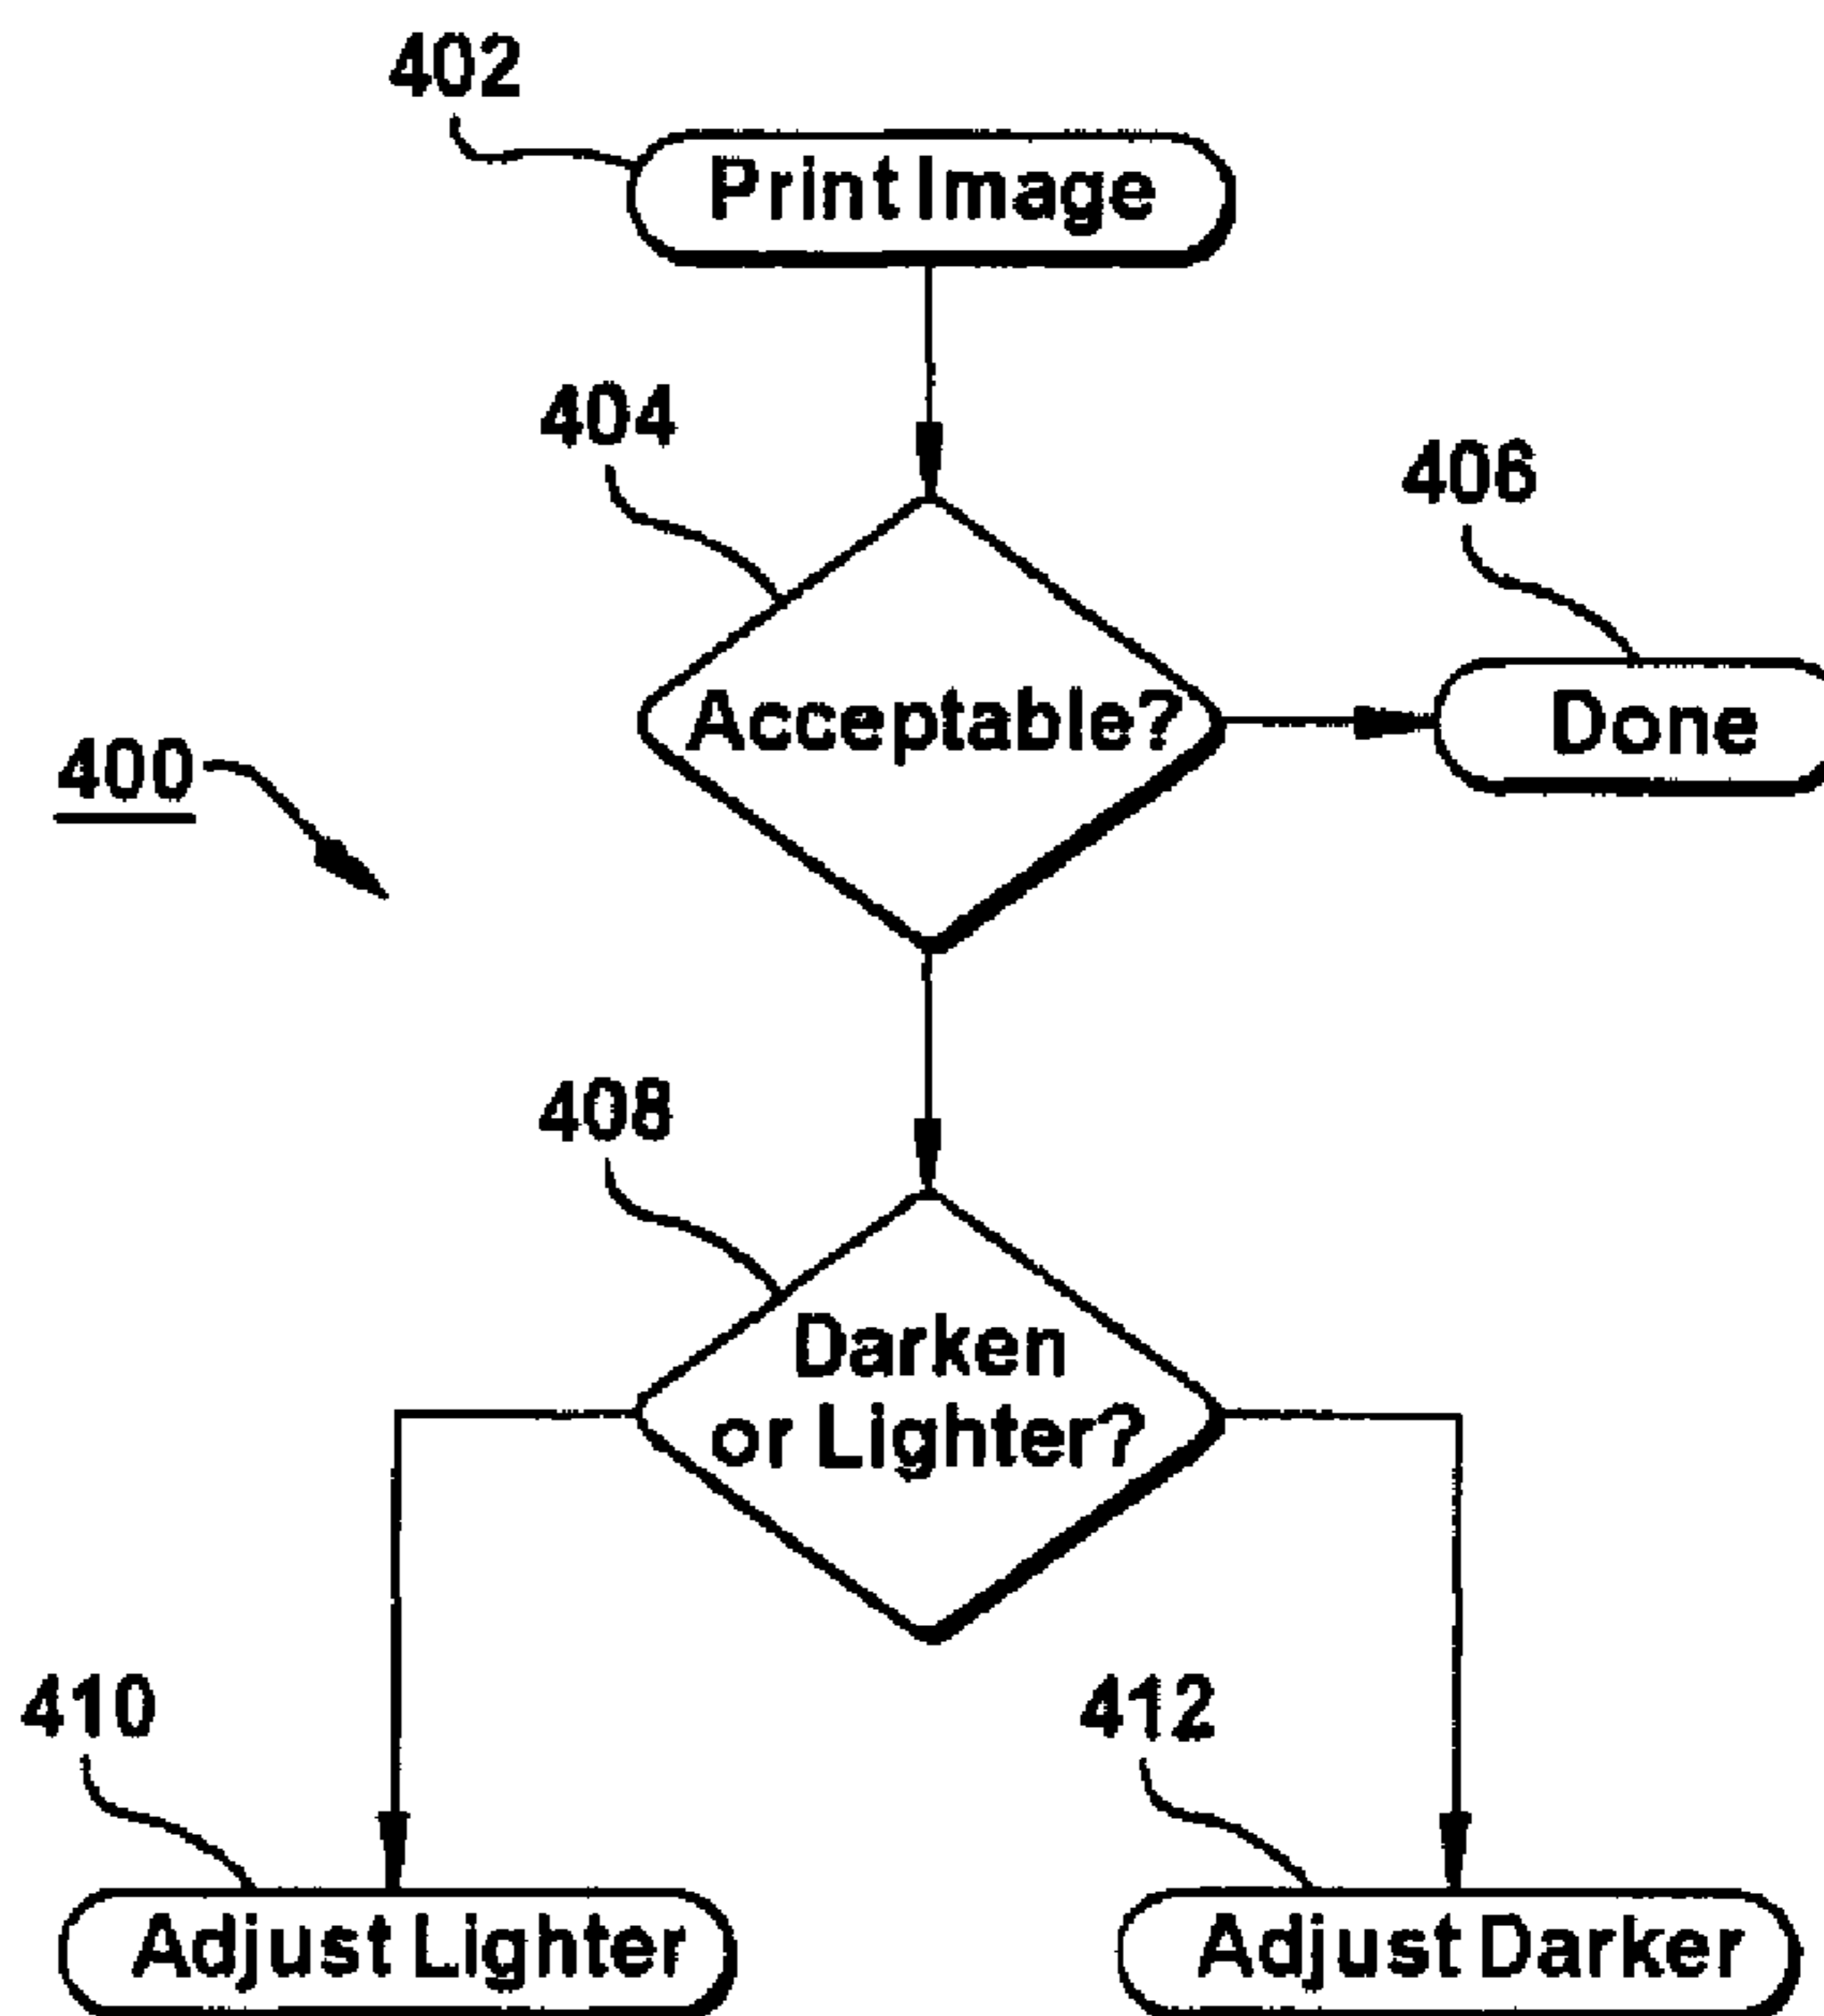 402
Print Image
404
406
Acceptable?
Done
400
408
Darken
or Lighter?
410
412
Adjust Lighter
Adjust Darker